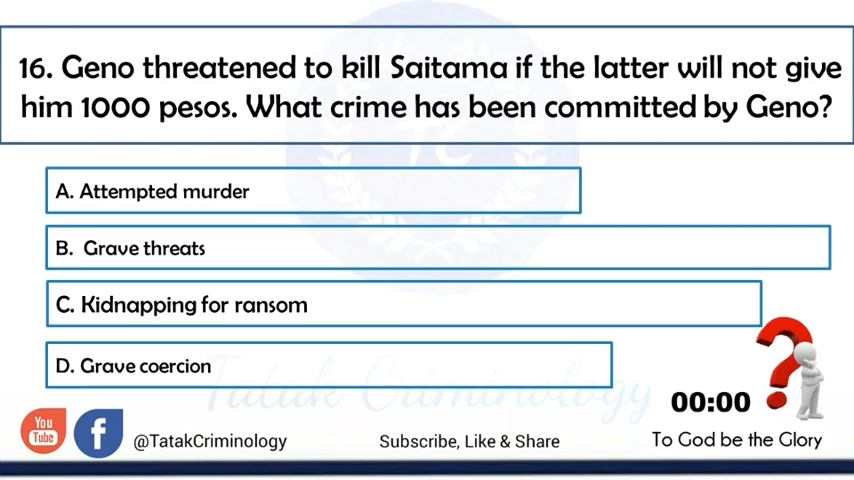 16. Geno threatened to kill Saitama if the latter will not give
him 1000 pesos. What crime has been committed by Geno?
TC
A. Attempted murder
B. Grave threats
C. Kidnapping for ransom
D. Grave coercion
Tatak Criminology
00:00
You
Tube
f
@TatakCriminology
Subscribe, Like & Share
To God be the Glory